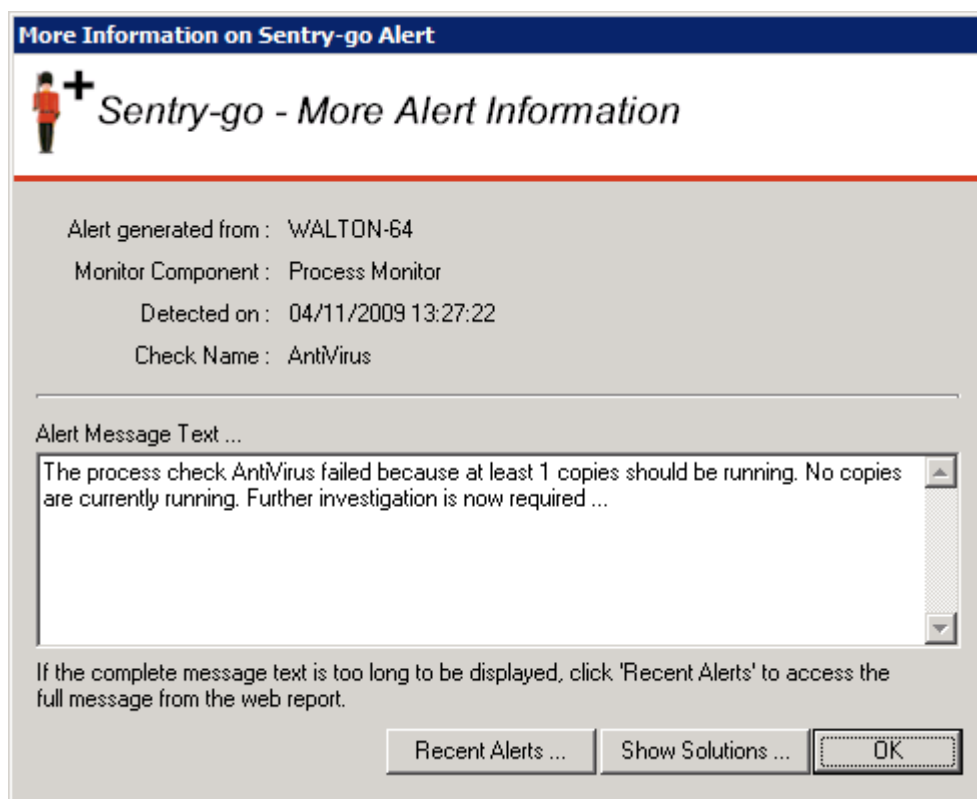 More Information on Sentry-go Alert
Sentry-go - More Alert Information
Alert generated from : WALTON-64
Monitor Component : Process Monitor
Detected on : 04/11/2009 13:27:22
Check Name : AntiVirus
Alert Message Text ...
The process check AntiVirus failed because at least 1 copies should be running. No copies
are currently running. Further investigation is now required ...
If the complete message text is too long to be displayed, click 'Recent Alerts' to access the
full message from the web report.
Recent Alerts ... Show Solutions ... OK